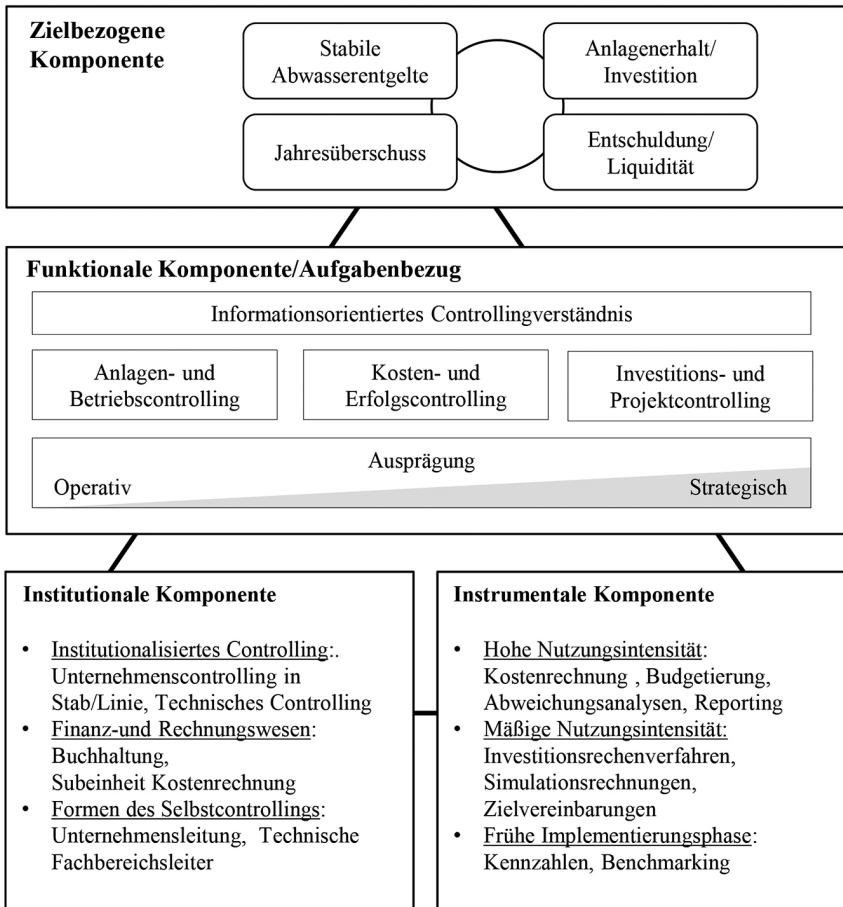 Zielbezogene
Komponente
Stabile
Abwasserentgelte
Anlagenerhalt/
Investition
Jahresüberschuss
Entschuldung/
Liquidität
Funktionale Komponente/Aufgabenbezug
Informationsorientiertes Controllingverständnis
Anlagen- und
Betriebscontrolling
Kosten- und
Erfolgscontrolling
Investitions- und
Projektcontrolling
Ausprägung
Operativ
Strategisch
Institutionale Komponente
• Institutionalisiertes Controlling:.
Unternehmenscontrolling in
Stab/Linie, Technisches Controlling
• Finanz-und Rechnungswesen:
Buchhaltung,
Subeinheit Kostenrechnung
• Formen des Selbstcontrollings:
Unternehmensleitung, Technische
Fachbereichsleiter
Instrumentale Komponente
• Hohe Nutzungsintensität:
Kostenrechnung , Budgetierung,
Abweichungsanalysen, Reporting
• Mäßige Nutzungsintensität:
Investitionsrechenverfahren,
Simulationsrechnungen,
Zielvereinbarungen
• Frühe Implementierungsphase:
Kennzahlen, Benchmarking